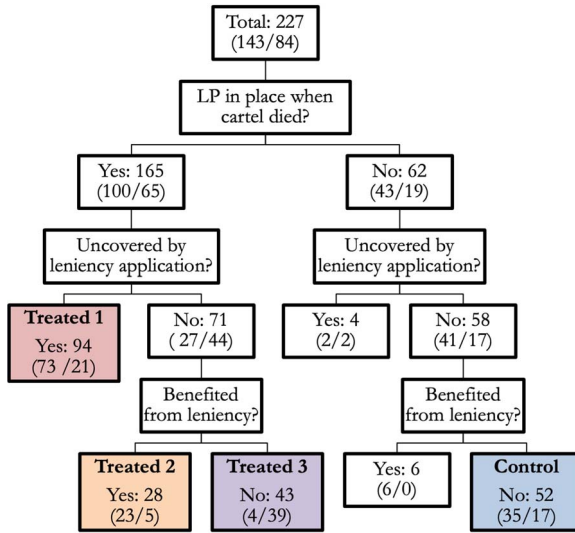 Total: 227
(143/84)
LP in place when
cartel died?
Yes: 165
(100/65)
No: 62
(43/19)
Uncovered by
leniency application?
Uncovered by
leniency application?
Treated 1
Yes: 94
(73 /21)
No: 71
( 27/44)
Yes: 4
(2/2)
No: 58
(41/17)
Benefited
from leniency?
Benefited
from leniency?
Treated 2
Yes: 28
(23/5)
Treated 3
No: 43
(4/39)
Yes: 6
(6/0)
Control
No: 52
(35/17)